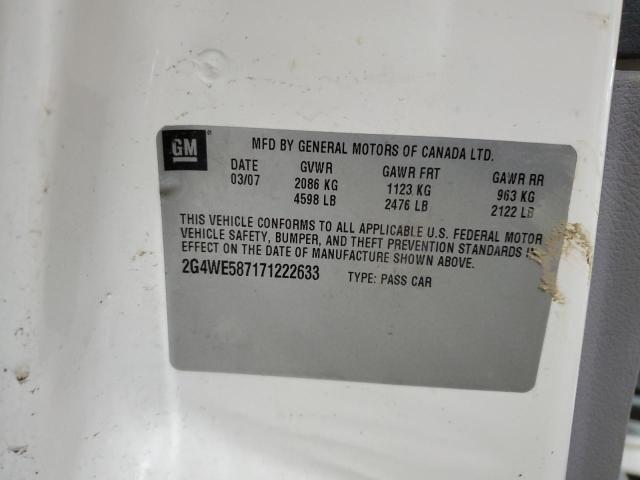 GM
MFD BY GENERAL MOTORS OF CANADA LTD.
DATE GVWR GAWR FRT GAWR RR
03/07 2086 KG 1123 KG 963 KG
4598 LB 2476 LB 2122 LB
THIS VEHICLE CONFORMS TO ALL APPLICABLE U.S. FEDERAL MOTOR
VEHICLE SAFETY, BUMPER, AND THEFT PREVENTION STANDARDS IN
EFFECT ON THE DATE OF MANUFACTURE SHOWN ABOVE.
2G4WE587171222633 TYPE: PASS CAR